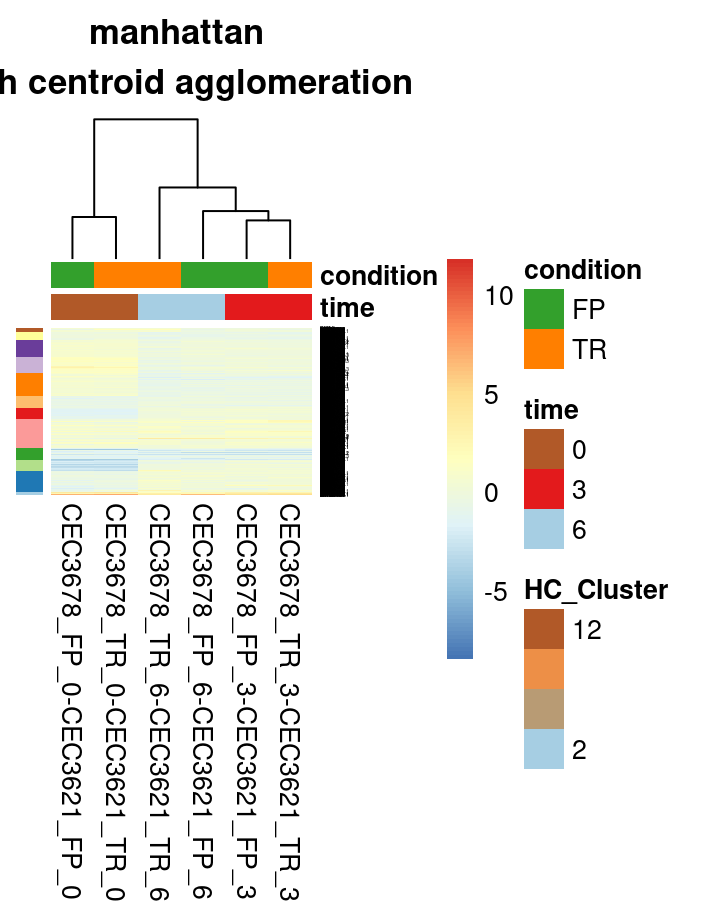 manhattan
h centroid agglomeration
condition
time
10
5
0
-5
condition
FP
TR
time
0
3
6
HC_Cluster
12
2
CEC3678_FP_0-CEC3621_FP_0
CEC3678_TR_0-CEC3621_TR_0
CEC3678_TR_6-CEC3621_TR_6
CEC3678_FP_6-CEC3621_FP_6
CEC3678_FP_3-CEC3621_FP_3
CEC3678_TR_3-CEC3621_TR_3